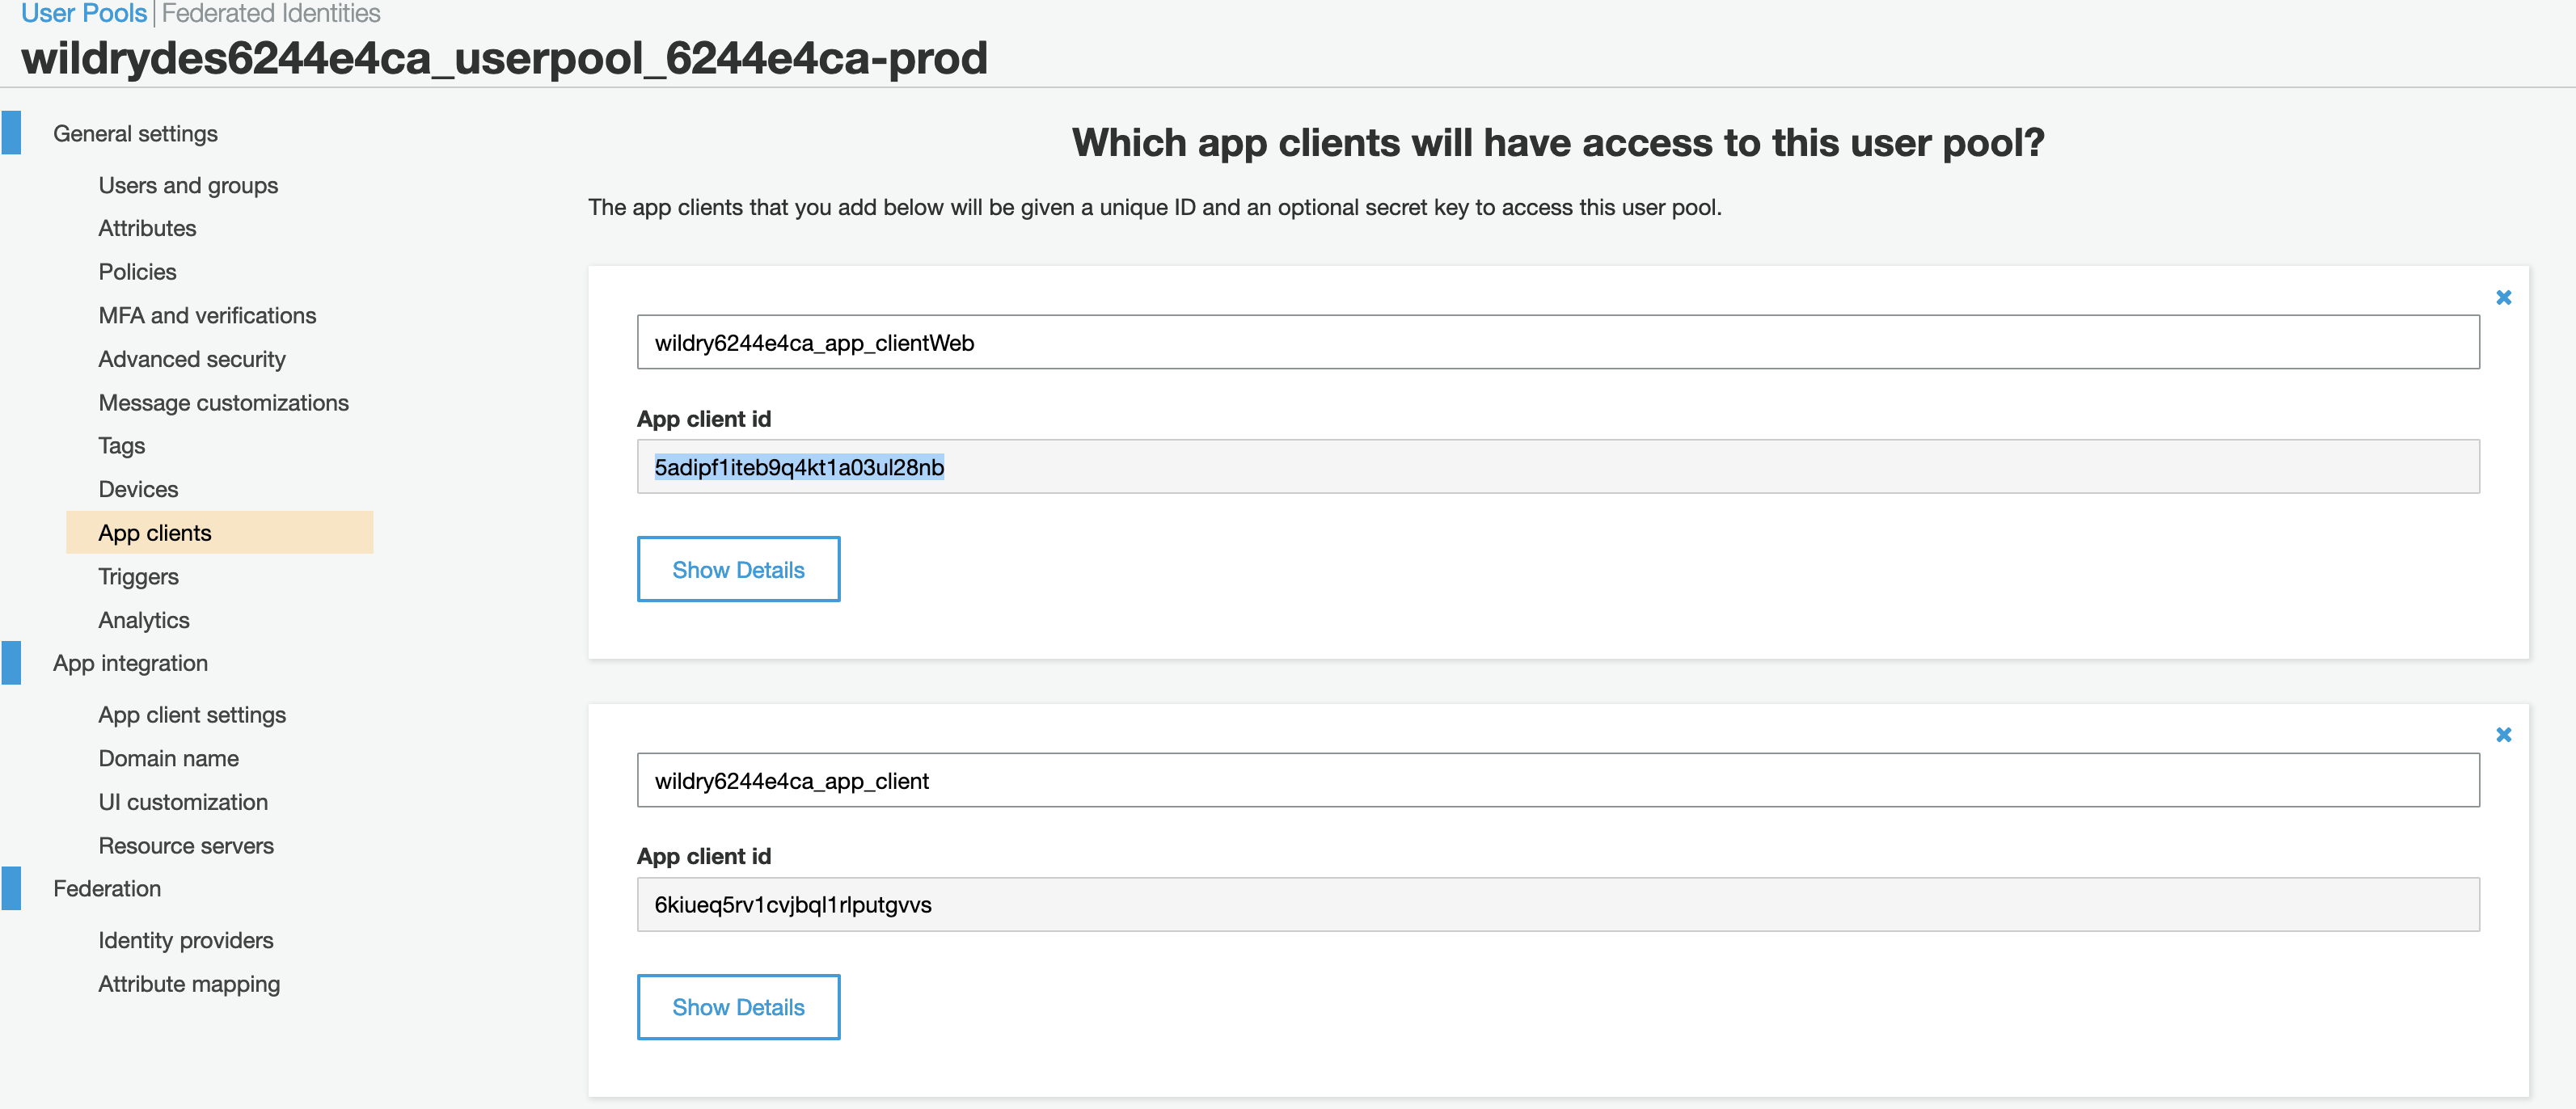 User Pools | Federated Identities
wildrydes6244e4ca_userpool_6244e4ca-prod
General settings
Users and groups
Attributes
Policies
MFA and verifications
Advanced security
Message customizations
Tags
Devices
App clients
Triggers
Analytics
App integration
App client settings
Domain name
UI customization
Resource servers
Federation
Identity providers
Attribute mapping
Which app clients will have access to this user pool?
The app clients that you add below will be given a unique ID and an optional secret key to access this user pool.
wildry6244e4ca_app_clientWeb
App client id
5adipf1iteb9q4kt1a03ul28nb
Show Details
wildry6244e4ca_app_client
App client id
6kiueq5rv1cvjbql1rlputgvvs
Show Details